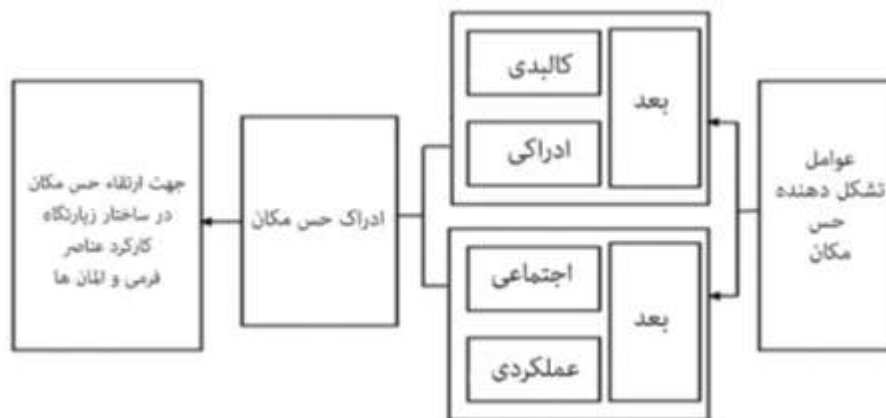 عوامل
تشکل دهنده
حس
مکان
بعد
کالبدی
ادراکی
بعد
اجتماعی
عملکردی
ادراک حس مکان
جهت ارتقاء حس مکان
در ساختار زیارتگاه
کارکرد عناصر
فرمی و المان ها